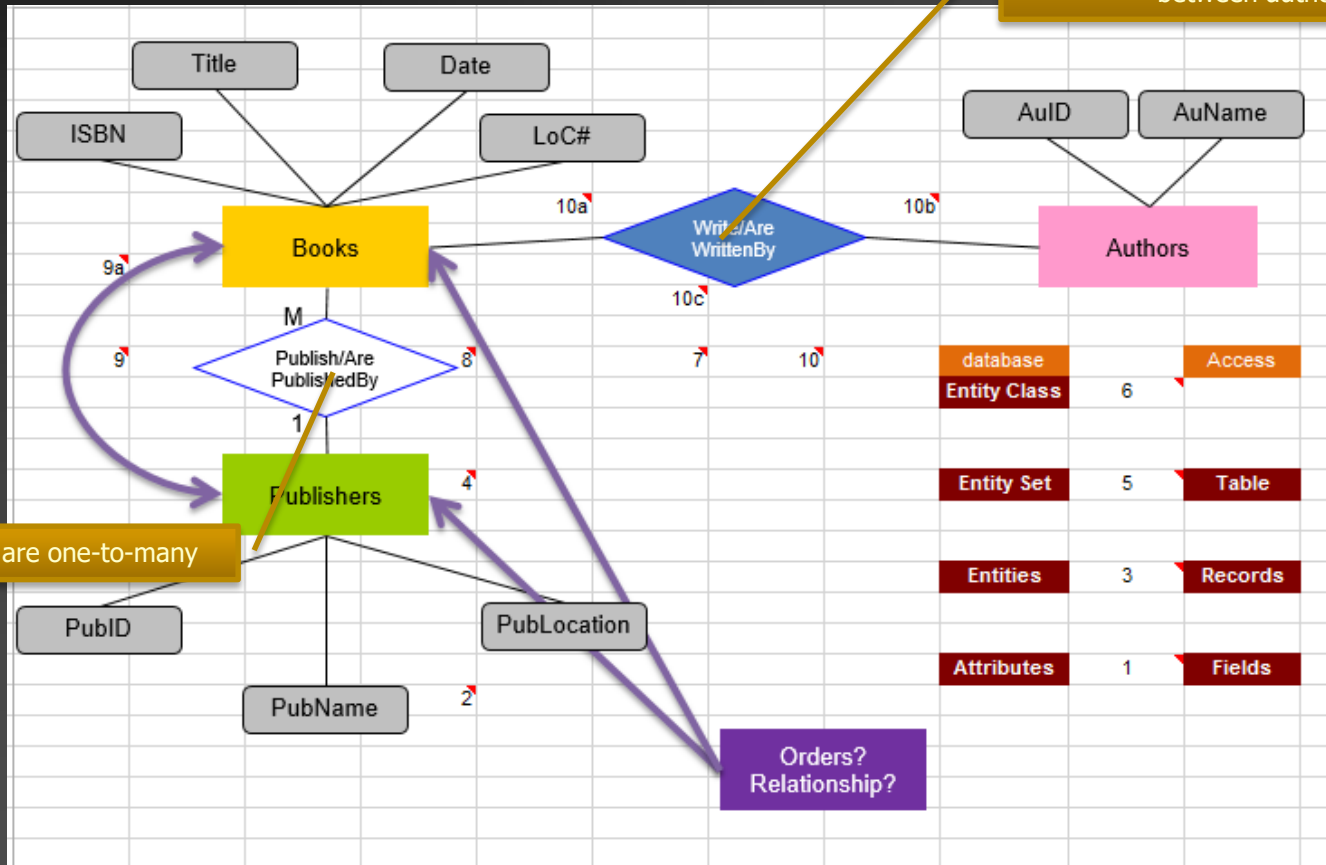 between autho
Title
Date
ISBN
LoC#
AuID
AuName
10a
10b
Write/Are
WrittenBy
Books
Authors
9a
10c
M
9
Publish/Are
PublishedBy
8
7
10
database
Access
Entity Class
6
1
Publishers
4
Entity Set
5
Table
are one-to-many
Entities
3
Records
PubID
PubLocation
Attributes
1
Fields
PubName
2
Orders?
Relationship?